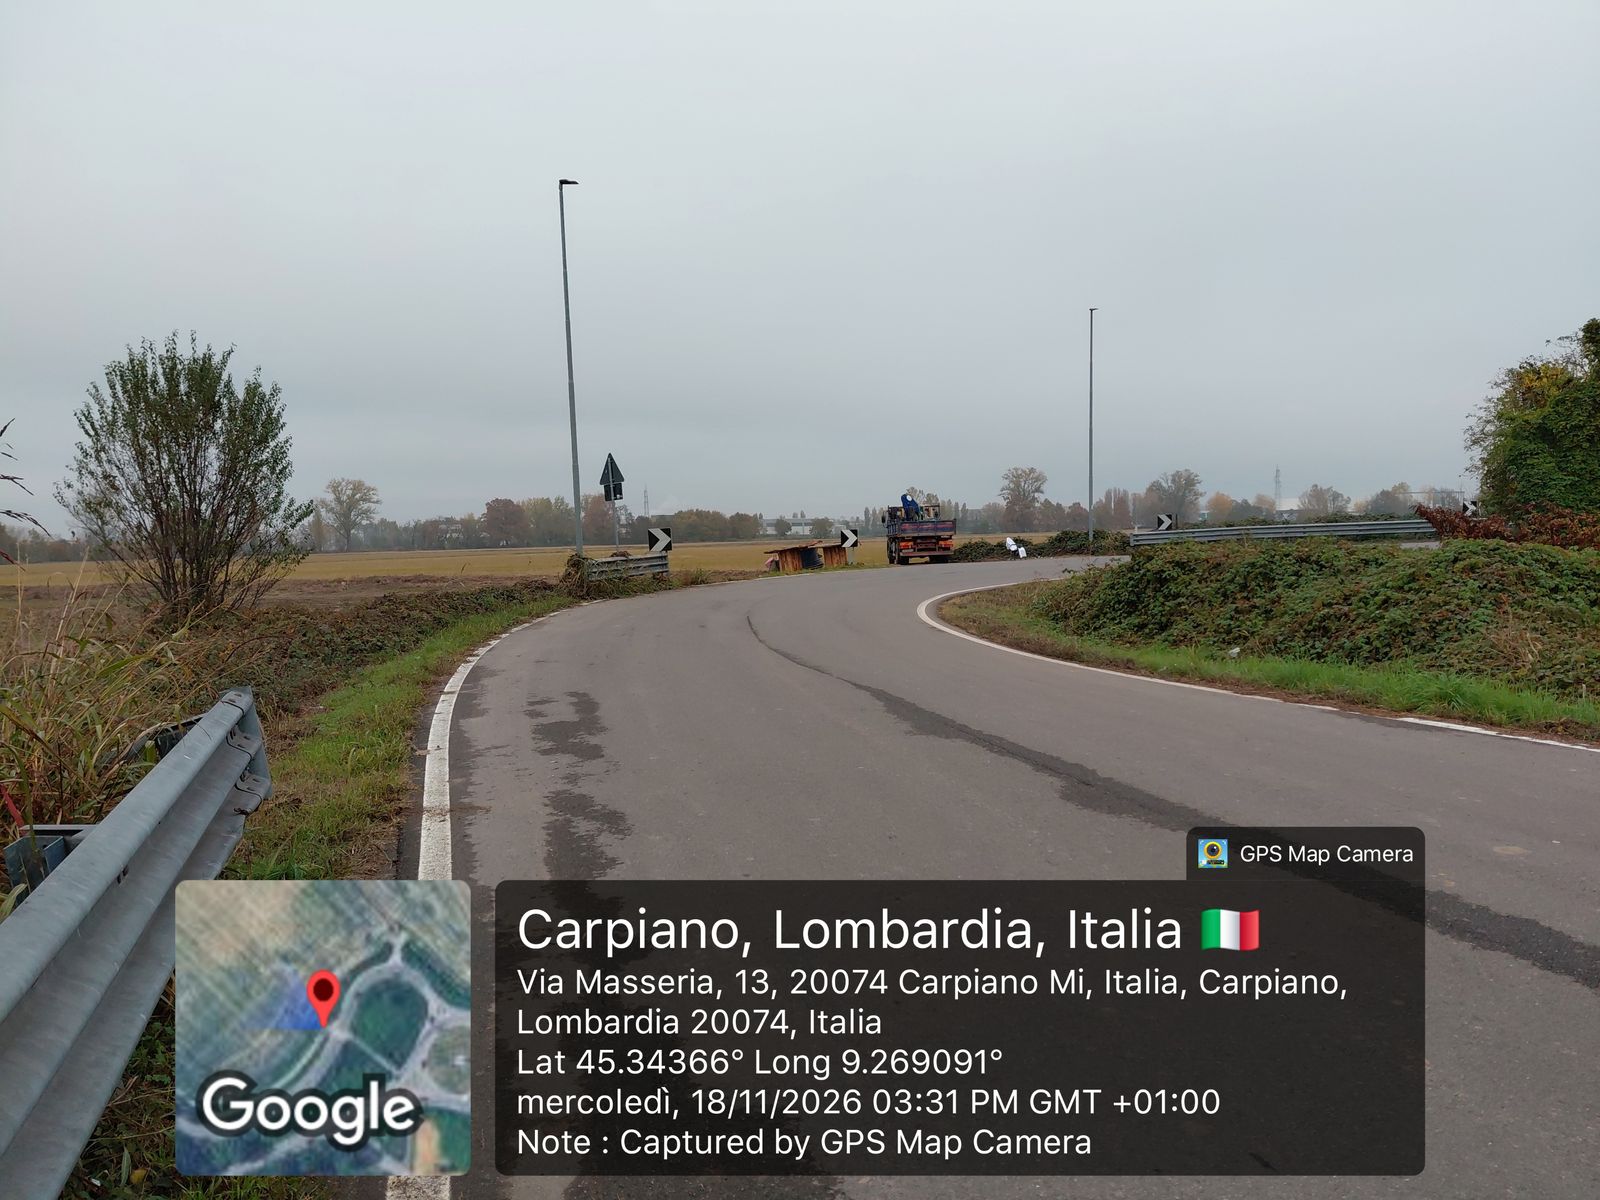 GPS Map Camera
Carpiano, Lombardia, Italia 🇮🇹
Via Masseria, 13, 20074 Carpiano Mi, Italia, Carpiano,
Lombardia 20074, Italia
Lat 45.34366° Long 9.269091°
mercoledì, 18/11/2026 03:31 PM GMT +01:00
Note : Captured by GPS Map Camera
Google